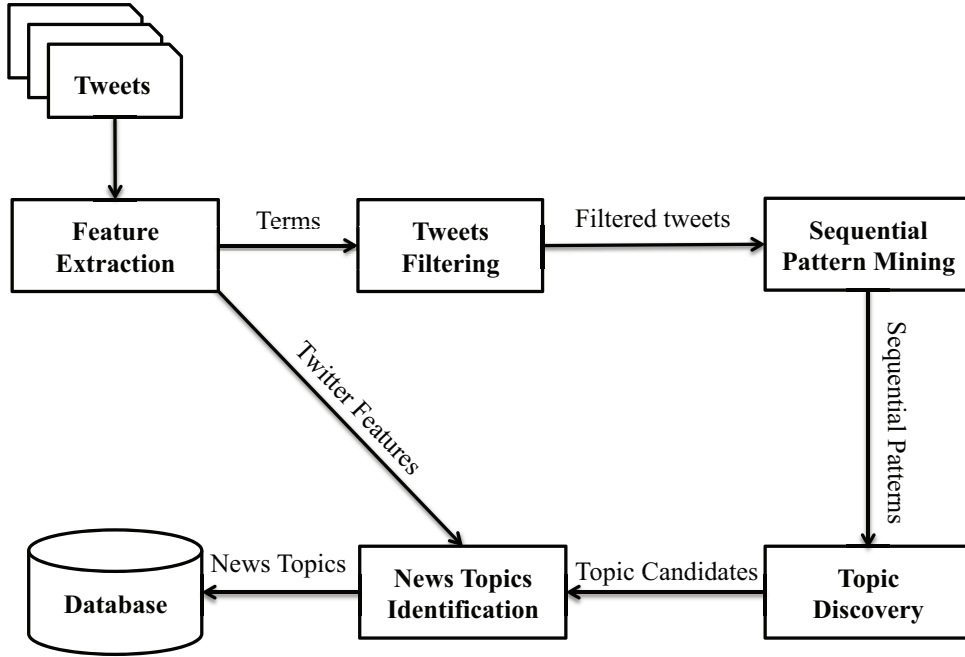 Tweets
Feature
Extraction
Terms
Tweets
Filtering
Filtered tweets
Sequential
Pattern Mining
Twitter Features
Sequential Patterns
Database
News Topics
News Topics
Identification
Topic Candidates
Topic
Discovery